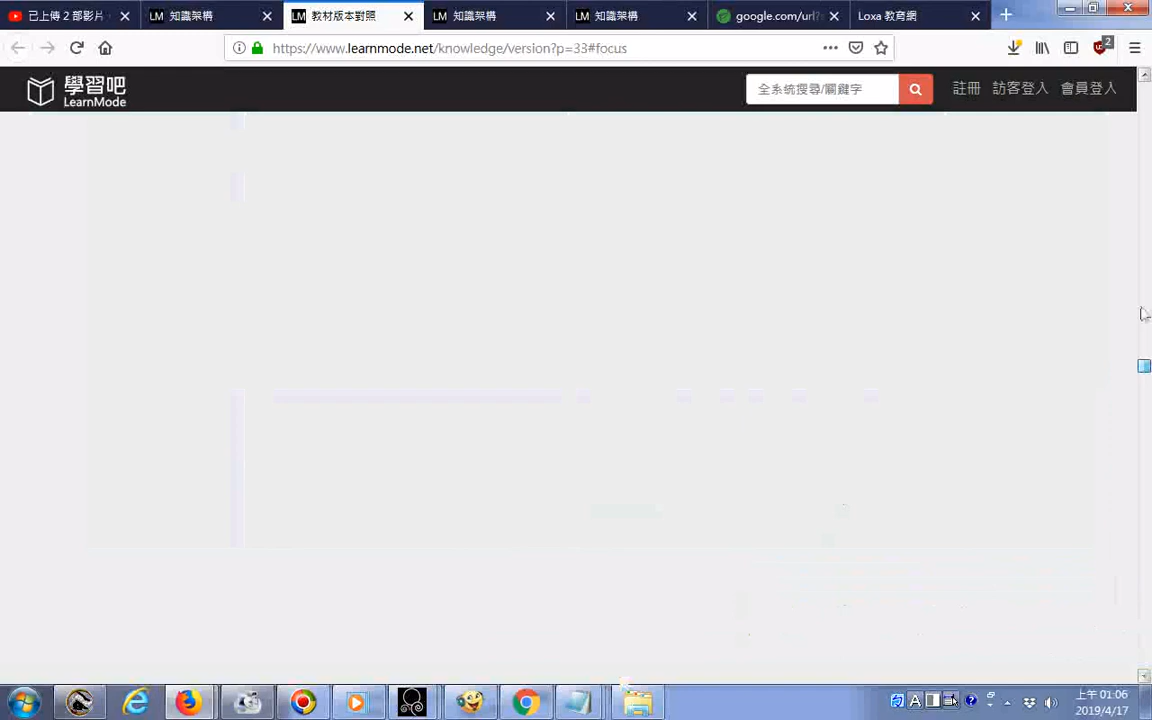 已上傳 2 部影片
知識架構
教材版本對照
知識架構
知識架構
google.com/url?s
Loxa 教育網
https://www.learnmode.net/knowledge/version?p=33#focus
2
學習吧
LearnMode
全系統搜尋/關鍵字
註冊
訪客登入
會員登入
上午 01:06
2019/4/17